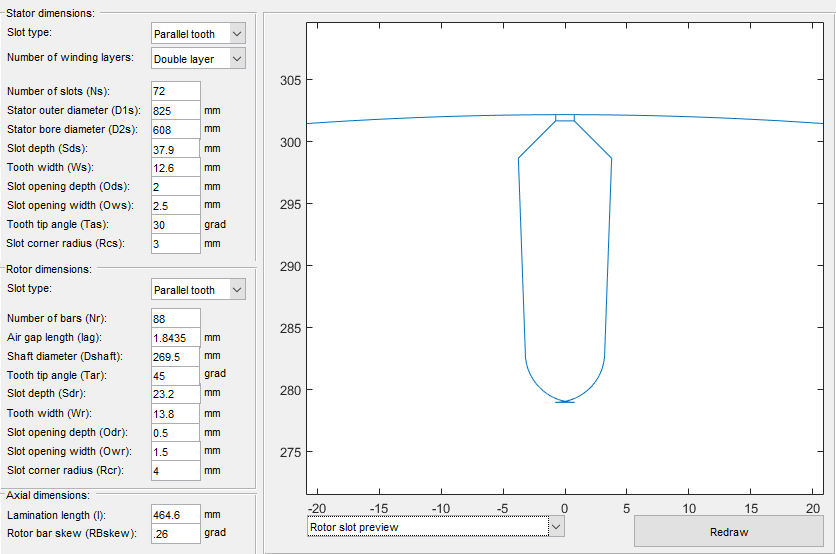 Stator dimensions:
Slot type: Parallel tooth
Number of winding layers: Double layer
Number of slots (Ns): 72
Stator outer diameter (D1s): 825 mm
Stator bore diameter (D2s): 608 mm
Slot depth (Sds): 37.9 mm
Tooth width (Ws): 12.6 mm
Slot opening depth (Ods): 2 mm
Slot opening width (Ows): 2.5 mm
Tooth tip angle (Tas): 30 grad
Slot corner radius (Rcs): 3 mm
Rotor dimensions:
Slot type: Parallel tooth
Number of bars (Nr): 88
Air gap length (lag): 1.8435 mm
Shaft diameter (Dshaft): 269.5 mm
Tooth tip angle (Tar): 45 grad
Slot depth (Sdr): 23.2 mm
Tooth width (Wr): 13.8 mm
Slot opening depth (Odr): 0.5 mm
Slot opening width (Owr): 1.5 mm
Slot corner radius (Rcr): 4 mm
Axial dimensions:
Lamination length (l): 464.6 mm
Rotor bar skew (RBskew): .26 grad
305
300
295
290
285
280
275
-20 -15 -10 -5 0 5 10 15 20
Rotor slot preview
Redraw